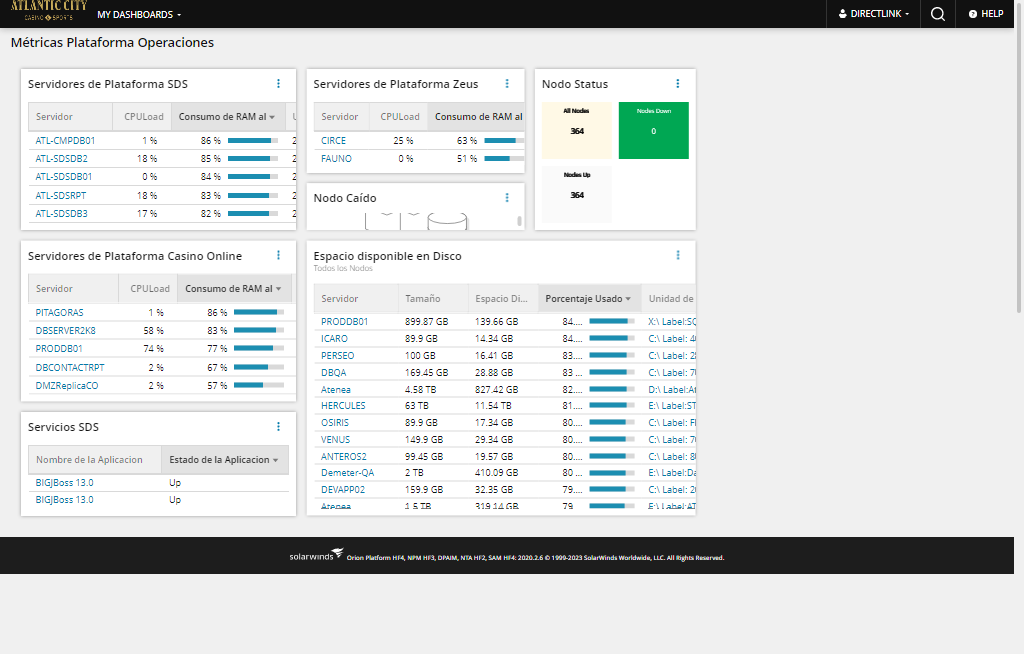 ATLANTIC CITY
CASINO & SPORTS
MY DASHBOARDS
DIRECTLINK
HELP
Métricas Plataforma Operaciones
Servidores de Plataforma SDS
Servidor CPULoad Consumo de RAM al
ATL-CMPDB01 1 % 86 % 2
ATL-SDSDB2 18 % 85 % 2
ATL-SDSDB01 0 % 84 % 2
ATL-SDSRPT 18 % 83 % 2
ATL-SDSDB3 17 % 82 % 2
Servidores de Plataforma Zeus
Servidor CPULoad Consumo de RAM al
CIRCE 25 % 63 %
FAUNO 0 % 51 %
Nodo Caído
Nodo Status
All Nodes
364
Nodes Down
0
Nodes Up
364
Servidores de Plataforma Casino Online
Servidor CPULoad Consumo de RAM al
PITAGORAS 1 % 86 %
DBSERVER2K8 58 % 83 %
PRODDB01 74 % 77 %
DBCONTACTRPT 2 % 67 %
DMZReplicaCO 2 % 57 %
Espacio disponible en Disco
Todos los Nodos
Servidor Tamaño Espacio Di... Porcentaje Usado Unidad de
PRODDB01 899.87 GB 139.66 GB 84.... X:\ Label:SQ
ICARO 89.9 GB 14.34 GB 84.... C:\ Label: 4
PERSEO 100 GB 16.41 GB 83.... C:\ Label: 2
DBQA 169.45 GB 28.88 GB 83 ... C:\ Label: 7
Atenea 4.58 TB 827.42 GB 82.... D:\ Label:At
HERCULES 63 TB 11.54 TB 81.... E:\ Label:ST
OSIRIS 89.9 GB 17.34 GB 80.... C:\ Label: F
VENUS 149.9 GB 29.34 GB 80.... C:\ Label: 7
ANTEROS2 99.45 GB 19.57 GB 80.... C:\ Label: 8
Demeter-QA 2 TB 410.09 GB 80 ... E:\ Label:Da
DEVAPP02 159.9 GB 32.35 GB 79.... C:\ Label: 2
Atenea 1.5 TB 319.14 GB 79 E:\ Label:AT
Servicios SDS
Nombre de la Aplicacion Estado de la Aplicacion
BIGJBoss 13.0 Up
BIGJBoss 13.0 Up
solarwinds Orion Platform HF4, NPM HF3, DPAIM, NTA HF2, SAM HF4: 2020.2.6 © 1999-2023 SolarWinds Worldwide, LLC. All Rights Reserved.